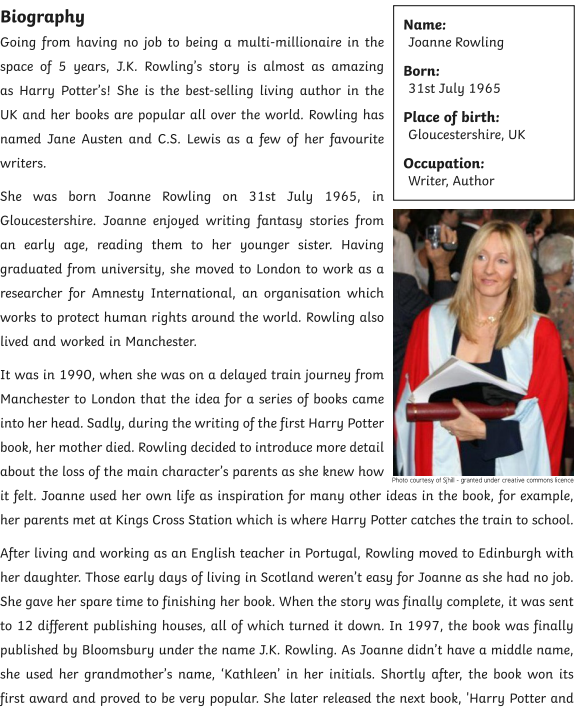 Biography
Going from having no job to being a multi-millionaire in the
space of 5 years, J.K. Rowling's story is almost as amazing
as Harry Potter's! She is the best-selling living author in the
UK and her books are popular all over the world. Rowling has
named Jane Austen and C.S. Lewis as a few of her favourite
writers.
She was born Joanne Rowling on 31st July 1965, in
Gloucestershire. Joanne enjoyed writing fantasy stories from
an early age, reading them to her younger sister. Having
graduated from university, she moved to London to work as a
researcher for Amnesty International, an organisation which
works to protect human rights around the world. Rowling also
lived and worked in Manchester.
It was in 1990, when she was on a delayed train journey from
Manchester to London that the idea for a series of books came
into her head. Sadly, during the writing of the first Harry Potter
book, her mother died. Rowling decided to introduce more detail
about the loss of the main character's parents as she knew how
it felt. Joanne used her own life as inspiration for many other ideas in the book, for example,
her parents met at Kings Cross Station which is where Harry Potter catches the train to school.
After living and working as an English teacher in Portugal, Rowling moved to Edinburgh with
her daughter. Those early days of living in Scotland weren't easy for Joanne as she had no job.
She gave her spare time to finishing her book. When the story was finally complete, it was sent
to 12 different publishing houses, all of which turned it down. In 1997, the book was finally
published by Bloomsbury under the name J.K. Rowling. As Joanne didn't have a middle name,
she used her grandmother's name, 'Kathleen' in her initials. Shortly after, the book won its
first award and proved to be very popular. She later released the next book, 'Harry Potter and
Name:
Joanne Rowling
Born:
31st July 1965
Place of birth:
Gloucestershire, UK
Occupation:
Writer, Author
Photo courtesy of Sjhill - granted under creative commons licence